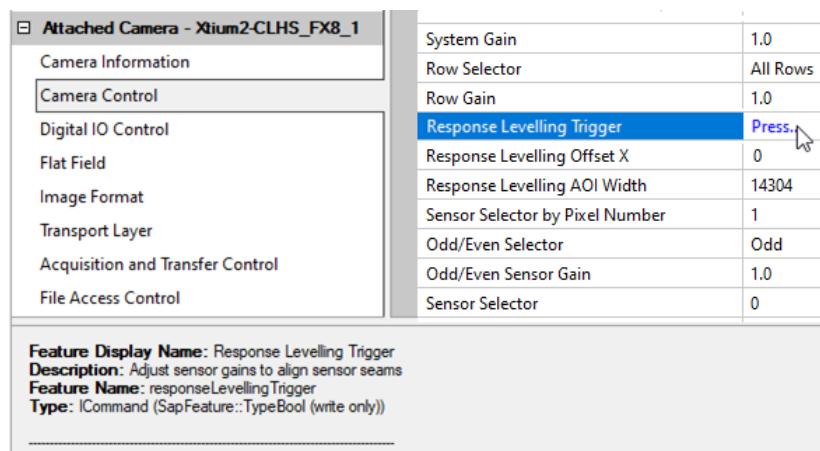 Attached Camera - Xtium2-CLHS_FX8_1
Camera Information
Camera Control
Digital IO Control
Flat Field
Image Format
Transport Layer
Acquisition and Transfer Control
File Access Control
System Gain 1.0
Row Selector All Rows
Row Gain 1.0
Response Levelling Trigger Press...
Response Levelling Offset X 0
Response Levelling AOI Width 14304
Sensor Selector by Pixel Number 1
Odd/Even Selector Odd
Odd/Even Sensor Gain 1.0
Sensor Selector 0
Feature Display Name: Response Levelling Trigger
Description: Adjust sensor gains to align sensor seams
Feature Name: responseLevellingTrigger
Type: ICommand (SapFeature::TypeBool (write only))